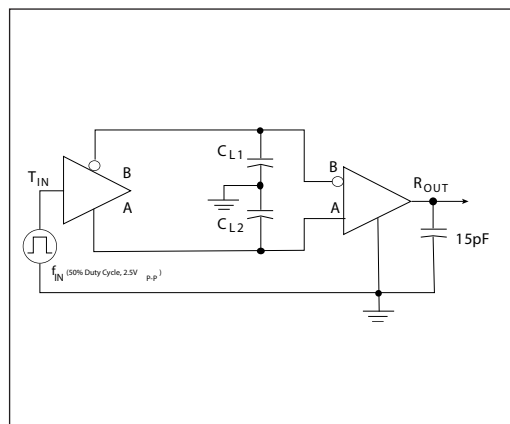 B
T_IN
A
C_L1
C_L2
B
A
R_OUT
15pF
f_IN (50% Duty Cycle, 2.5V P-P )